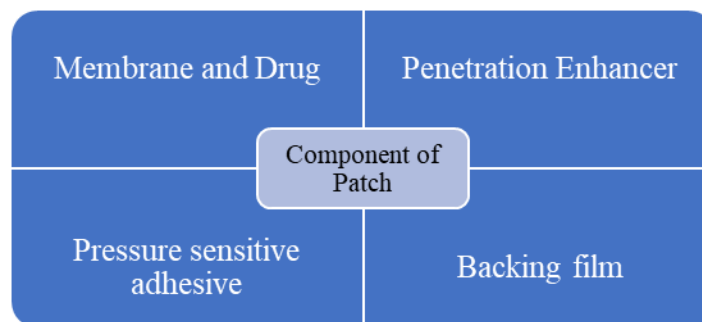 Membrane and Drug
Penetration Enhancer
Component of
Patch
Pressure sensitive
adhesive
Backing film